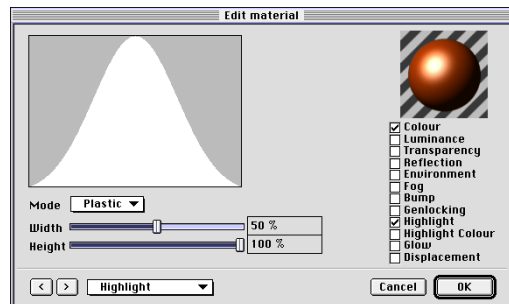 Edit material
Colour
Luminance
Transparency
Reflection
Environment
Fog
Bump
Genlocking
Highlight
Highlight Colour
Glow
Displacement
Mode Plastic
Width 50 %
Height 100 %
< > Highlight
Cancel OK